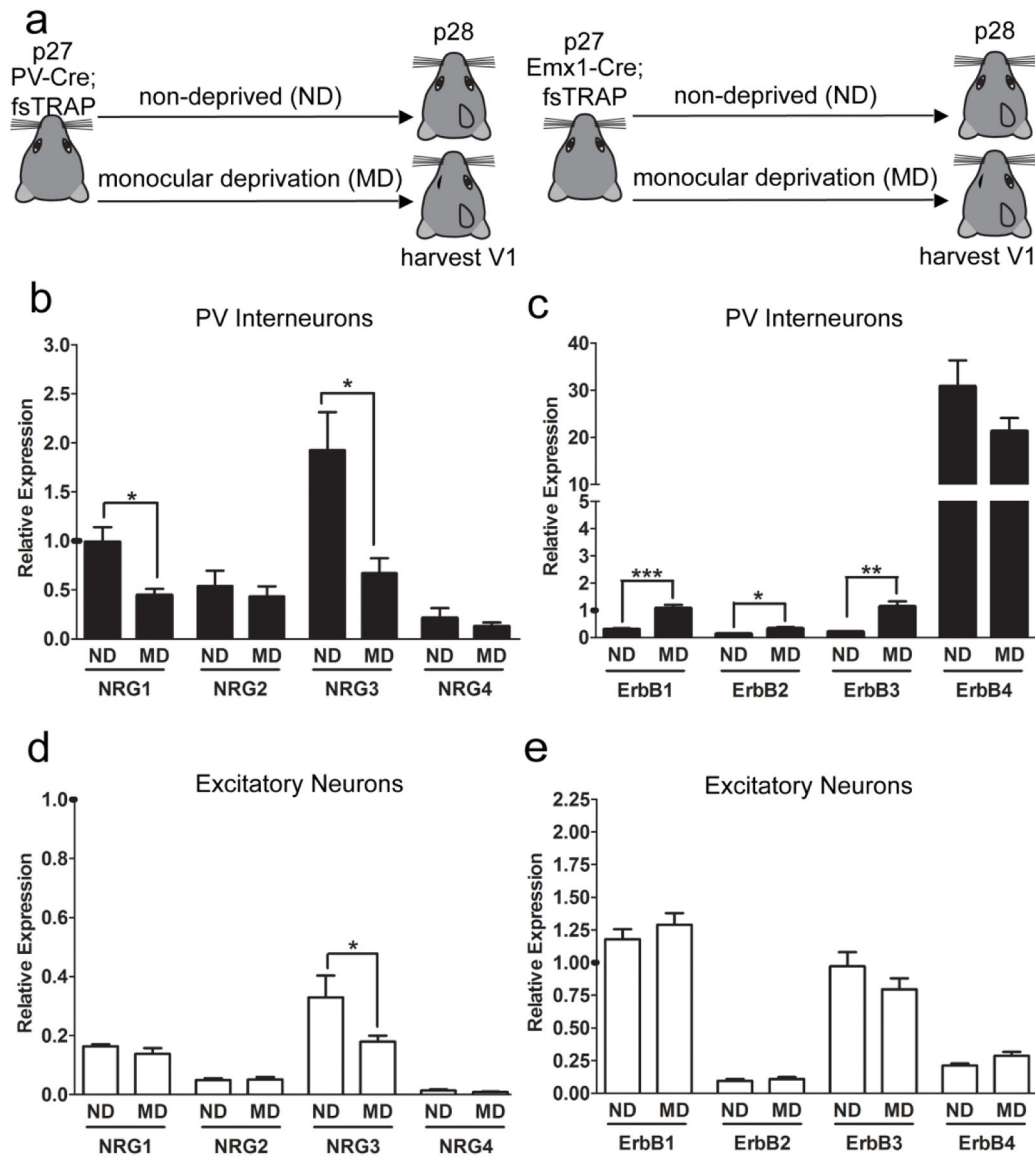 a
p27
PV-Cre;
fsTRAP
non-deprived (ND)
monocular deprivation (MD)
p28
harvest V1
p27
Emx1-Cre;
fsTRAP
non-deprived (ND)
monocular deprivation (MD)
p28
harvest V1
b
PV Interneurons
Relative Expression
3.0
2.5
2.0
1.5
1.0
0.5
0.0
*
*
ND MD ND MD ND MD ND MD
NRG1 NRG2 NRG3 NRG4
c
PV Interneurons
Relative Expression
40
30
20
10
5
4
3
2
1
0
***
*
**
ND MD ND MD ND MD ND MD
ErbB1 ErbB2 ErbB3 ErbB4
d
Excitatory Neurons
Relative Expression
1.0
0.8
0.6
0.4
0.2
0.0
*
ND MD ND MD ND MD ND MD
NRG1 NRG2 NRG3 NRG4
e
Excitatory Neurons
Relative Expression
2.25
2.00
1.75
1.50
1.25
1.00
0.75
0.50
0.25
0.00
ND MD ND MD ND MD ND MD
ErbB1 ErbB2 ErbB3 ErbB4